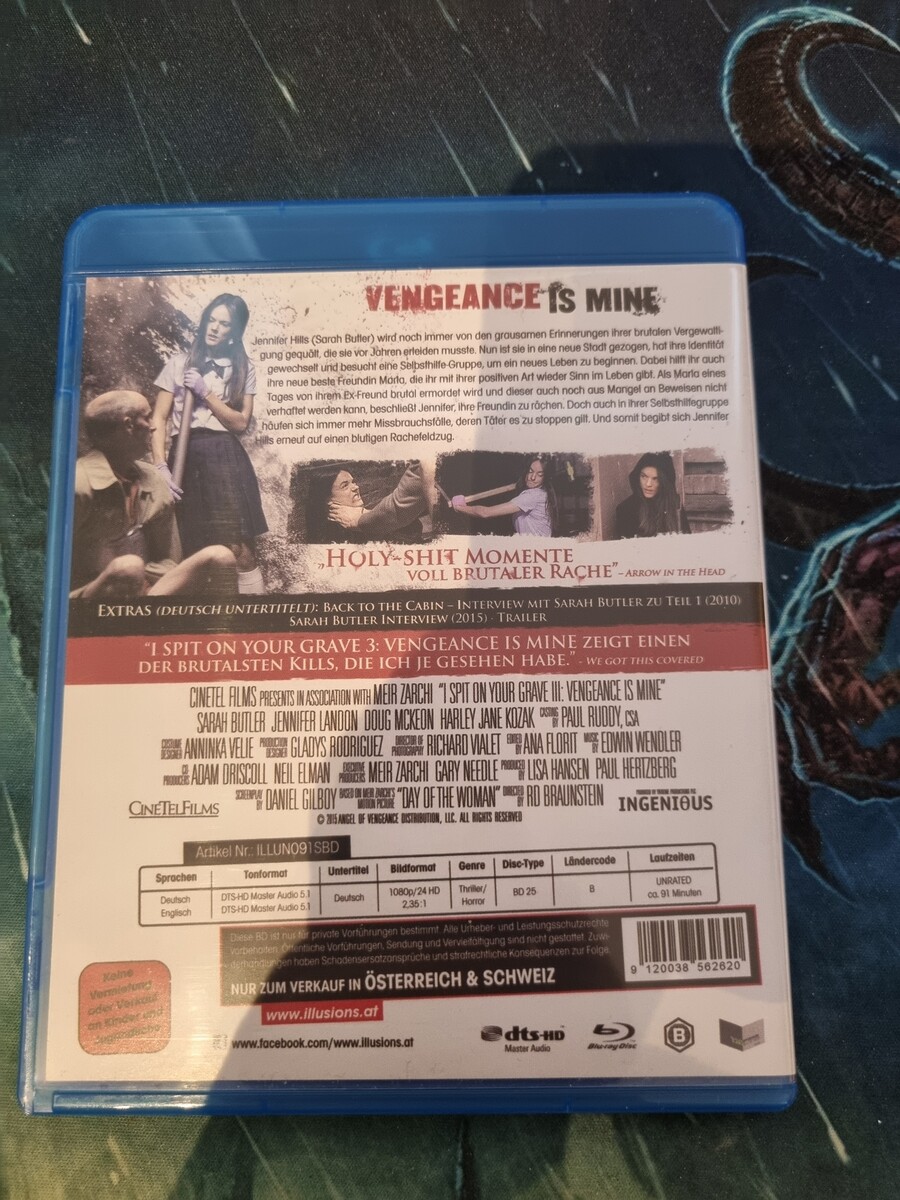 VENGEANCE IS MINE
Jennifer Hills (Sarah Butler) wird noch immer von den grausamen Erinnerungen ihrer brutalen Vergewalti-
gung gequält, die sie vor Jahren erleiden musste. Nun ist sie in eine neue Stadt gezogen, hat ihre Identität
gewechselt und besucht eine Selbsthilfe-Gruppe, um ein neues Leben zu beginnen. Dabei hilft ihr auch
ihre neue beste Freundin Marla, die ihr mit ihrer positiven Art wieder Sinn im Leben gibt. Als Marla eines
Tages von ihrem Ex-Freund brutal ermordet wird und dieser auch noch aus Mangel an Beweisen nicht
verhaftet werden kann, beschließt Jennifer, ihre Freundin zu rächen. Doch auch in ihrer Selbsthilfegruppe
häufen sich immer mehr Missbrauchsfälle, deren Täter es zu stoppen gilt. Und somit begibt sich Jennifer
Hills erneut auf einen blutigen Rachefeldzug.
„HOLY-SHIT MOMENTE
VOLL BRUTALER RACHE" - ARROW IN THE HEAD
EXTRAS (DEUTSCH UNTERTITELT): BACK TO THE CABIN – INTERVIEW MIT SARAH BUTLER ZU TEIL 1 (2010)
SARAH BUTLER INTERVIEW (2015) · TRAILER
"I SPIT ON YOUR GRAVE 3: VENGEANCE IS MINE ZEIGT EINEN
DER BRUTALSTEN KILLS, DIE ICH JE GESEHEN HABE." - WE GOT THIS COVERED
CINETEL FILMS PRESENTS IN ASSOCIATION WITH MEIR ZARCHI "I SPIT ON YOUR GRAVE III: VENGEANCE IS MINE"
SARAH BUTLER JENNIFER LANDON DOUG MCKEON HARLEY JANE KOZAK CASTING BY PAUL RUDDY, CSA
COSTUME DESIGNER ANNINKA VELIE PRODUCTION DESIGNER GLADYS RODRIGUEZ DIRECTOR OF PHOTOGRAPHY RICHARD VIALET EDITED BY ANA FLORIT MUSIC BY EDWIN WENDLER
CO-PRODUCERS ADAM DRISCOLL NEIL ELMAN EXECUTIVE PRODUCERS MEIR ZARCHI GARY NEEDLE PRODUCED BY LISA HANSEN PAUL HERTZBERG
SCREENPLAY BY DANIEL GILBOY BASED ON MEIR ZARCHI'S MOTION PICTURE "DAY OF THE WOMAN" DIRECTED BY RD BRAUNSTEIN
CINETELFILMS
INGENIOUS
© 2015 ANGEL OF VENGEANCE DISTRIBUTION, LLC. ALL RIGHTS RESERVED
Artikel Nr.: ILLUN091SBD
Sprachen Tonformat Untertitel Bildformat Genre Disc-Type Ländercode Laufzeiten
Deutsch DTS-HD Master Audio 5.1 Deutsch 1080p/24 HD Thriller/ BD 25 B UNRATED
Englisch DTS-HD Master Audio 5.1 2,35:1 Horror ca. 91 Minuten
Diese BD ist nur für private Vorführungen bestimmt. Alle Urheber- und Leistungsschutzrechte
vorbehalten. Öffentliche Vorführungen, Sendung und Vervielfältigung sind nicht gestattet. Zuwi-
derhandlungen haben Schadensersatzansprüche und strafrechtliche Konsequenzen zur Folge.
NUR ZUM VERKAUF IN ÖSTERREICH & SCHWEIZ
9 120038 562620
Keine
Vermietung
oder Verkauf
an Kinder und
Jugendliche
www.illusions.at
www.facebook.com/www.illusions.at
dts-HD
Master Audio
Blu-ray Disc
B